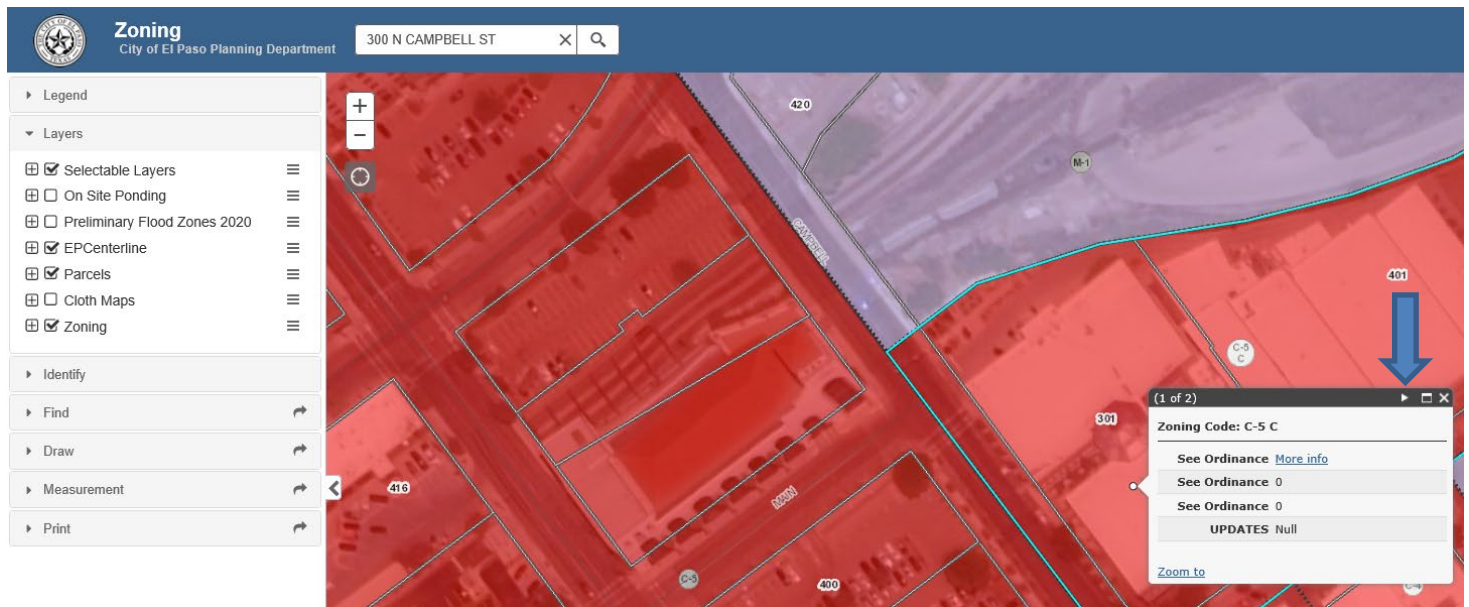 Zoning
City of El Paso Planning Department
300 N CAMPBELL ST
Legend
Layers
Selectable Layers
On Site Ponding
Preliminary Flood Zones 2020
EPCenterline
Parcels
Cloth Maps
Zoning
Identify
Find
Draw
Measurement
Print
420
M-1
CAMPBELL
401
C-5
C
301
416
MAIN
C-5
400
(1 of 2)
Zoning Code: C-5 C
See Ordinance More info
See Ordinance 0
See Ordinance 0
UPDATES Null
Zoom to
C-4